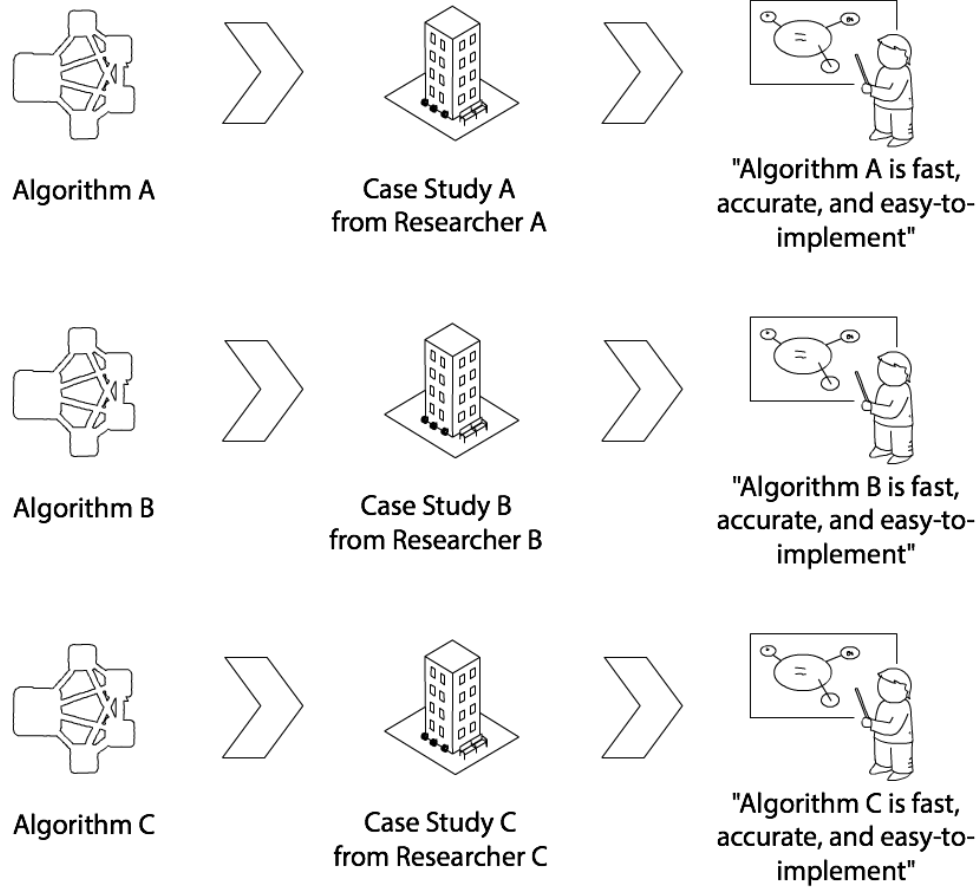 Algorithm A
Case Study A
from Researcher A
"Algorithm A is fast,
accurate, and easy-to-
implement"
Algorithm B
Case Study B
from Researcher B
"Algorithm B is fast,
accurate, and easy-to-
implement"
Algorithm C
Case Study C
from Researcher C
"Algorithm C is fast,
accurate, and easy-to-
implement"